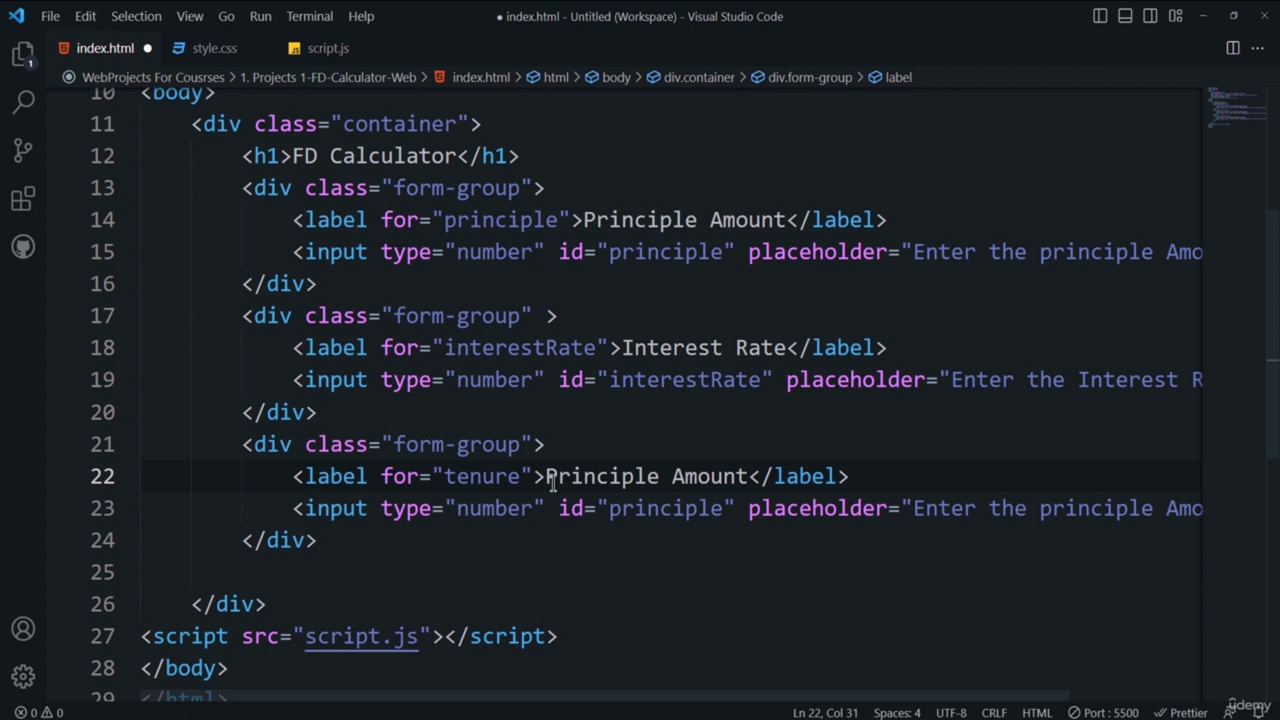 File Edit Selection View Go Run Terminal Help
● index.html - Untitled (Workspace) - Visual Studio Code
index.html ● style.css JS script.js
1
WebProjects For Cousrses > 1. Projects 1-FD-Calculator-Web > index.html > html > body > div.container > div.form-group > label
10 <body>
11 <div class="container">
12 <h1>FD Calculator</h1>
13 <div class="form-group">
14 <label for="principle">Principle Amount</label>
15 <input type="number" id="principle" placeholder="Enter the principle Amo
16 </div>
17 <div class="form-group" >
18 <label for="interestRate">Interest Rate</label>
19 <input type="number" id="interestRate" placeholder="Enter the Interest R
20 </div>
21 <div class="form-group">
22 <label for="tenure">Principle Amount</label>
23 <input type="number" id="principle" placeholder="Enter the principle Amo
24 </div>
25
26 </div>
27 <script src="script.js"></script>
28 </body>
29 </html>
0 0 Ln 22, Col 31 Spaces: 4 UTF-8 CRLF HTML Port : 5500 Prettier
udemy